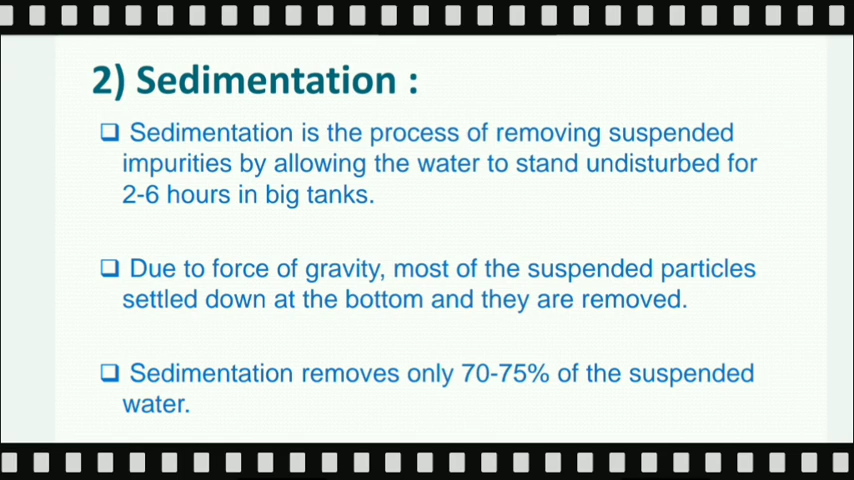 2) Sedimentation :
❑ Sedimentation is the process of removing suspended
impurities by allowing the water to stand undisturbed for
2-6 hours in big tanks.
❑ Due to force of gravity, most of the suspended particles
settled down at the bottom and they are removed.
❑ Sedimentation removes only 70-75% of the suspended
water.